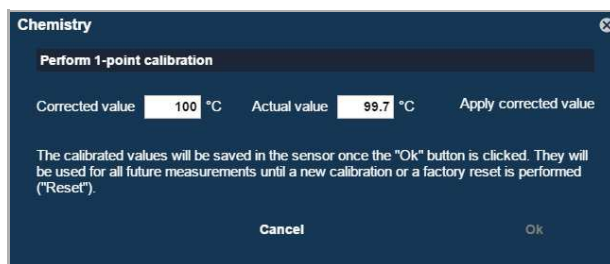 Chemistry
Perform 1-point calibration
Corrected value 100 °C Actual value 99.7 °C Apply corrected value
The calibrated values will be saved in the sensor once the "Ok" button is clicked. They will
be used for all future measurements until a new calibration or a factory reset is performed
("Reset").
Cancel Ok